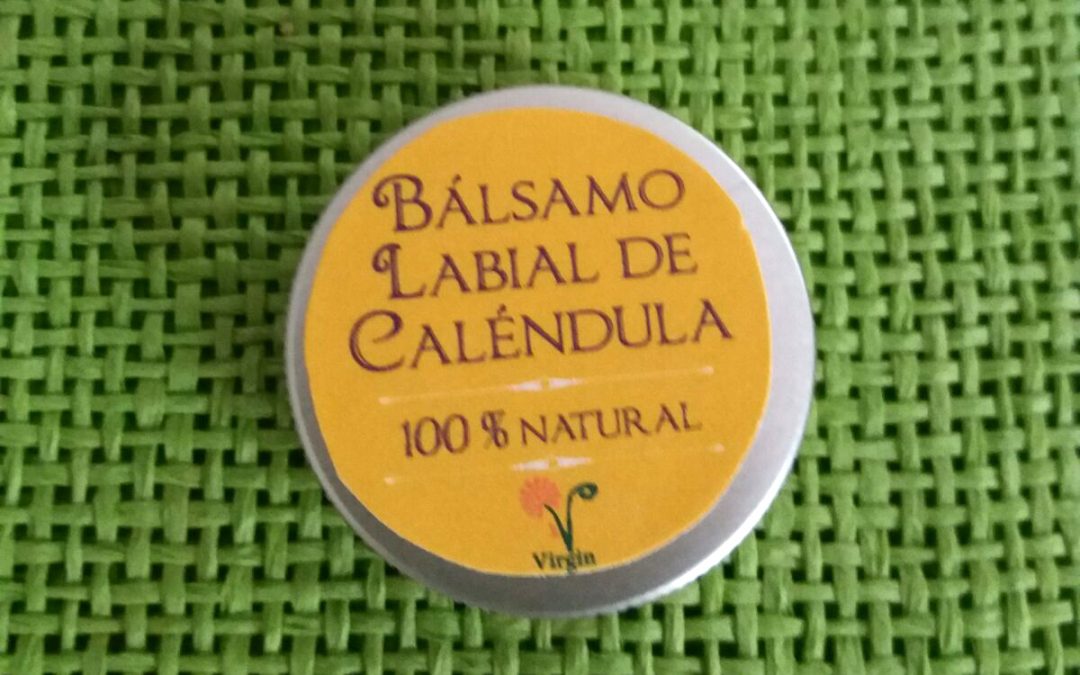 BÁLSAMO
LABIAL DE
CALÉNDULA
100 % NATURAL
Virgin